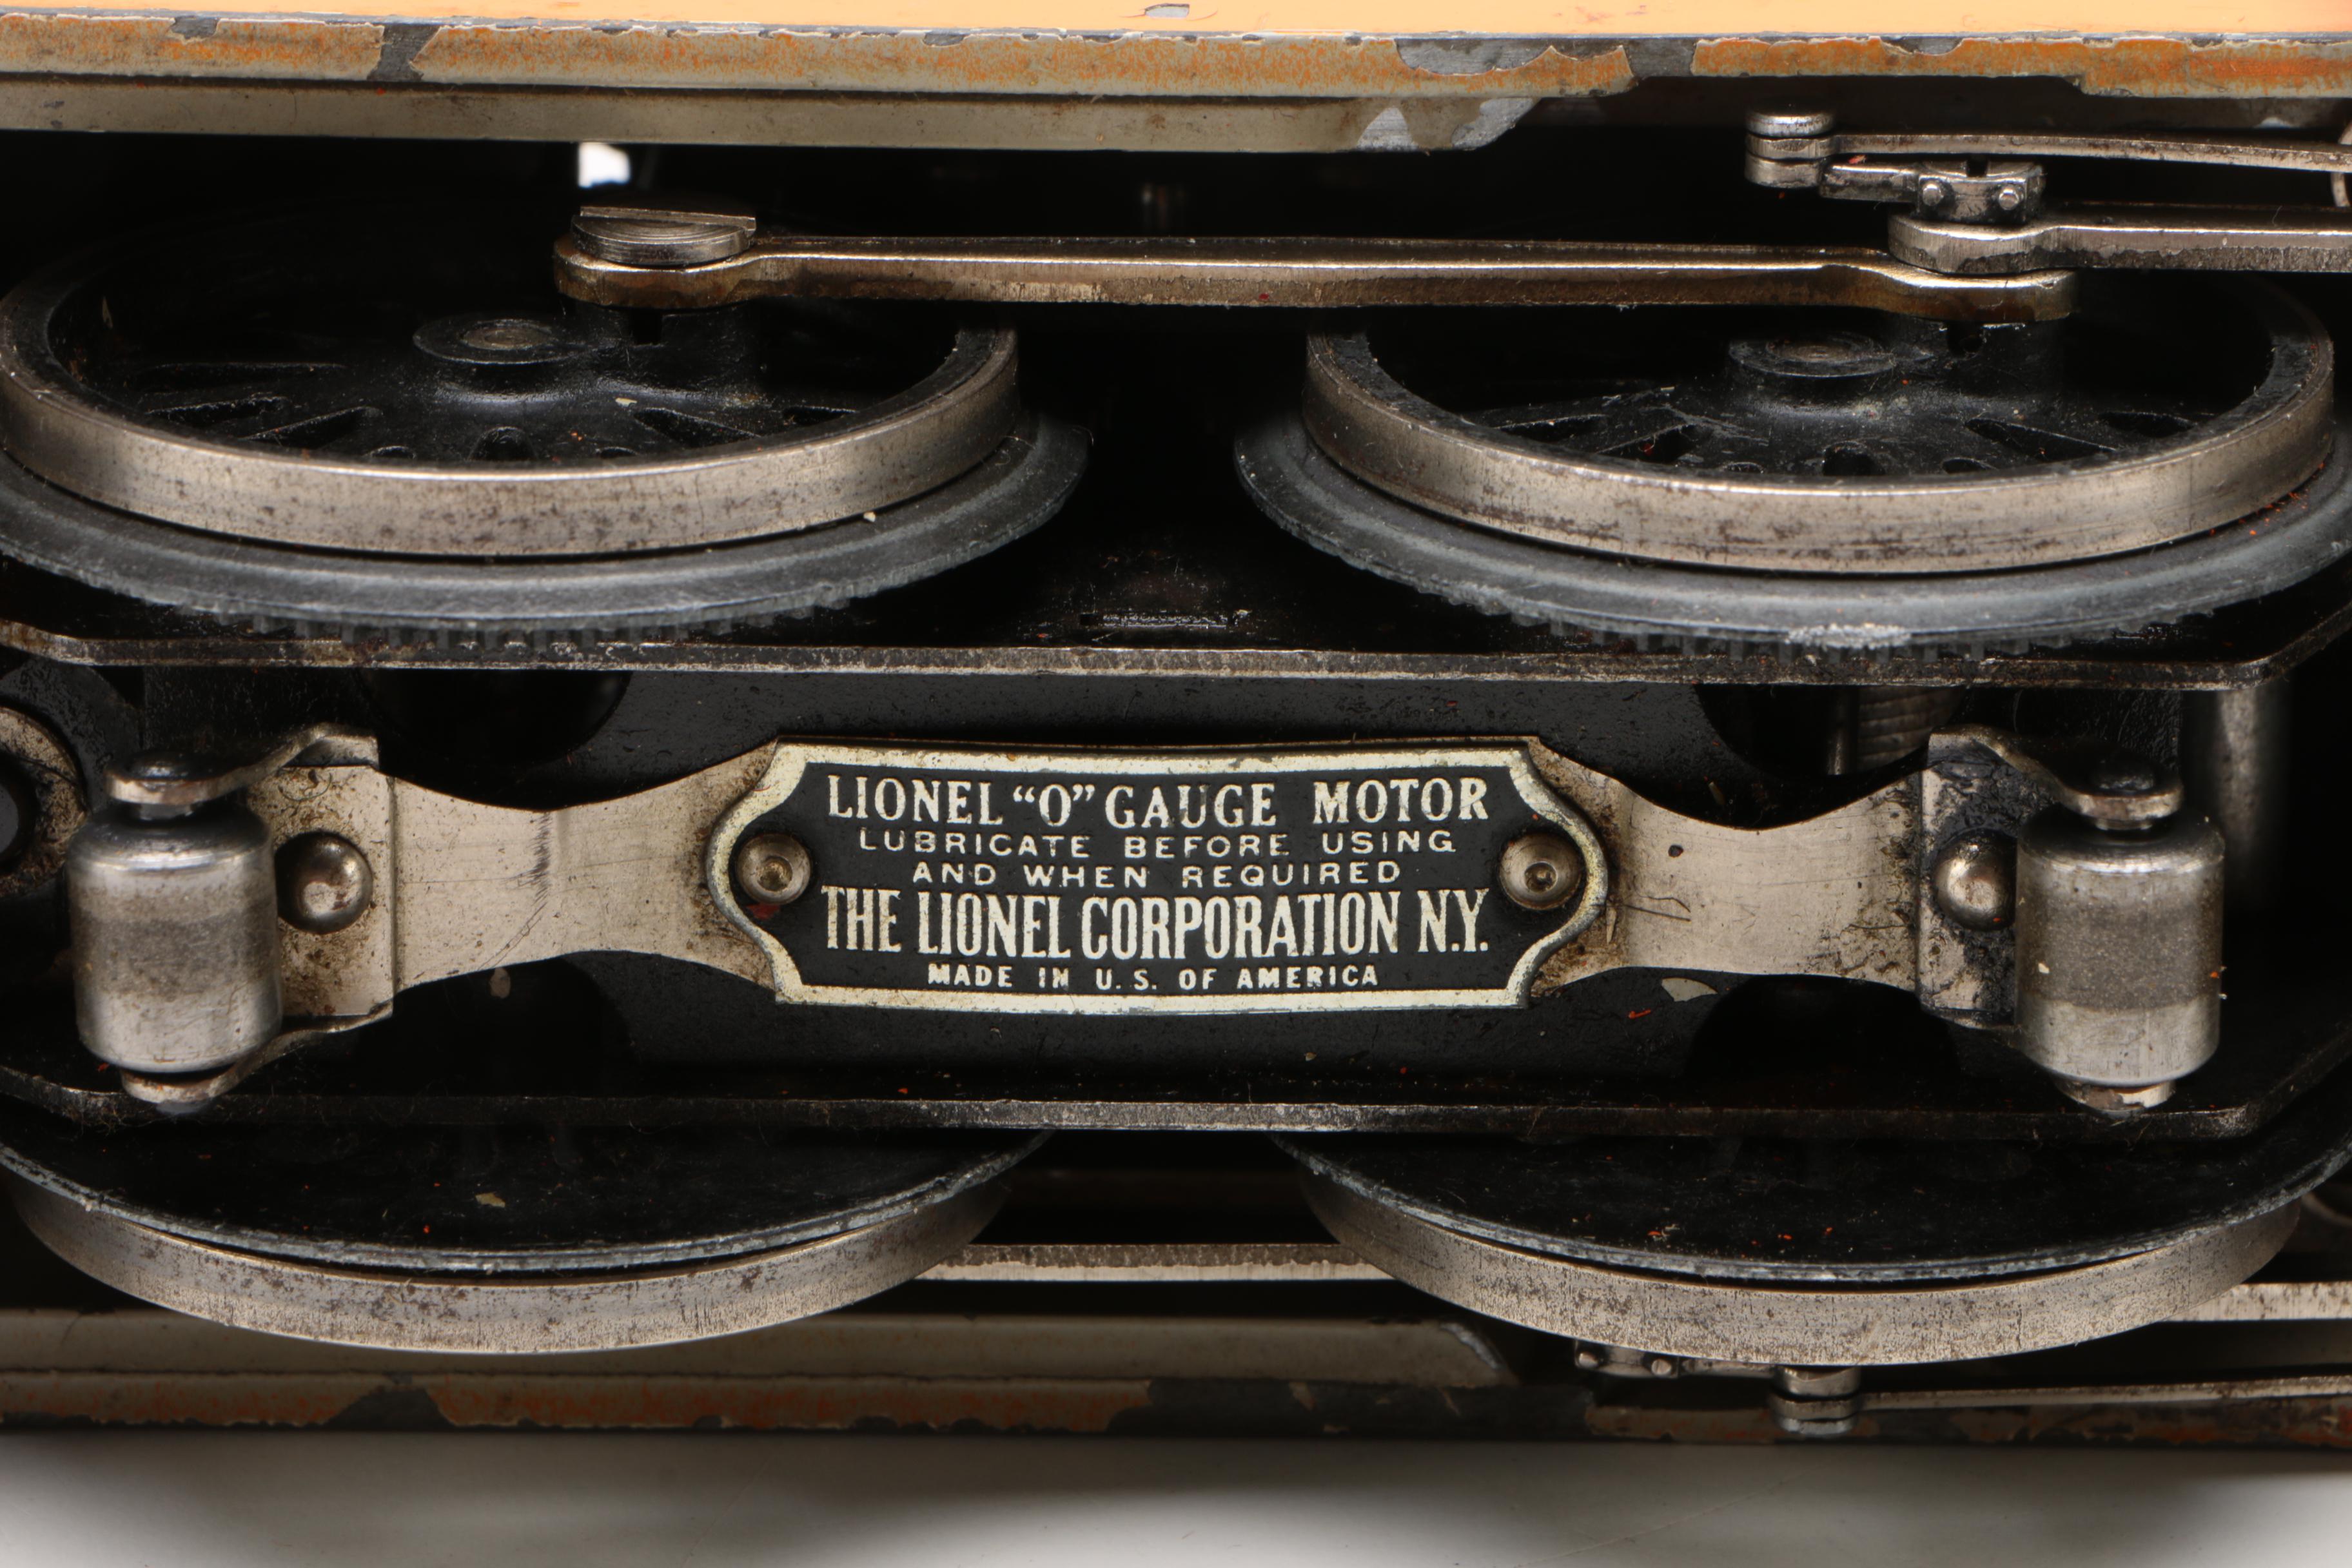 LIONEL "O" GAUGE MOTOR
LUBRICATE BEFORE USING
AND WHEN REQUIRED
THE LIONEL CORPORATION N.Y.
MADE IN U.S. OF AMERICA